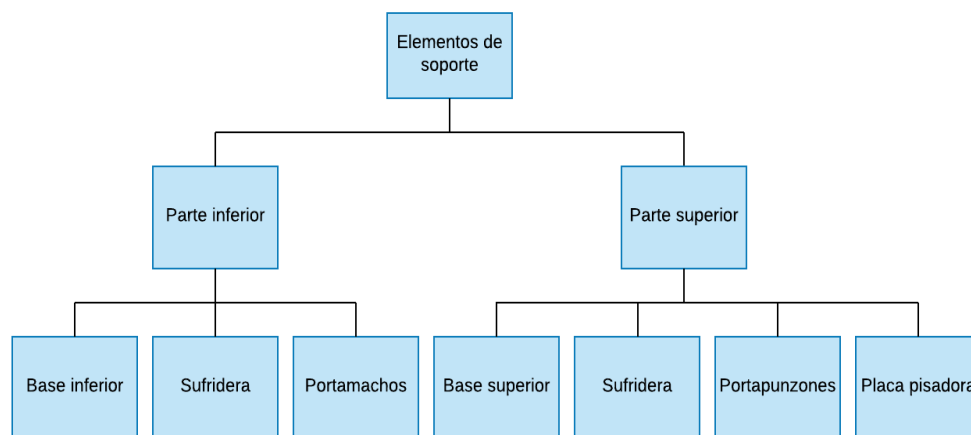 Elementos de
soporte
Parte inferior
Parte superior
Base inferior
Sufridera
Portamachos
Base superior
Sufridera
Portapunzones
Placa pisadora